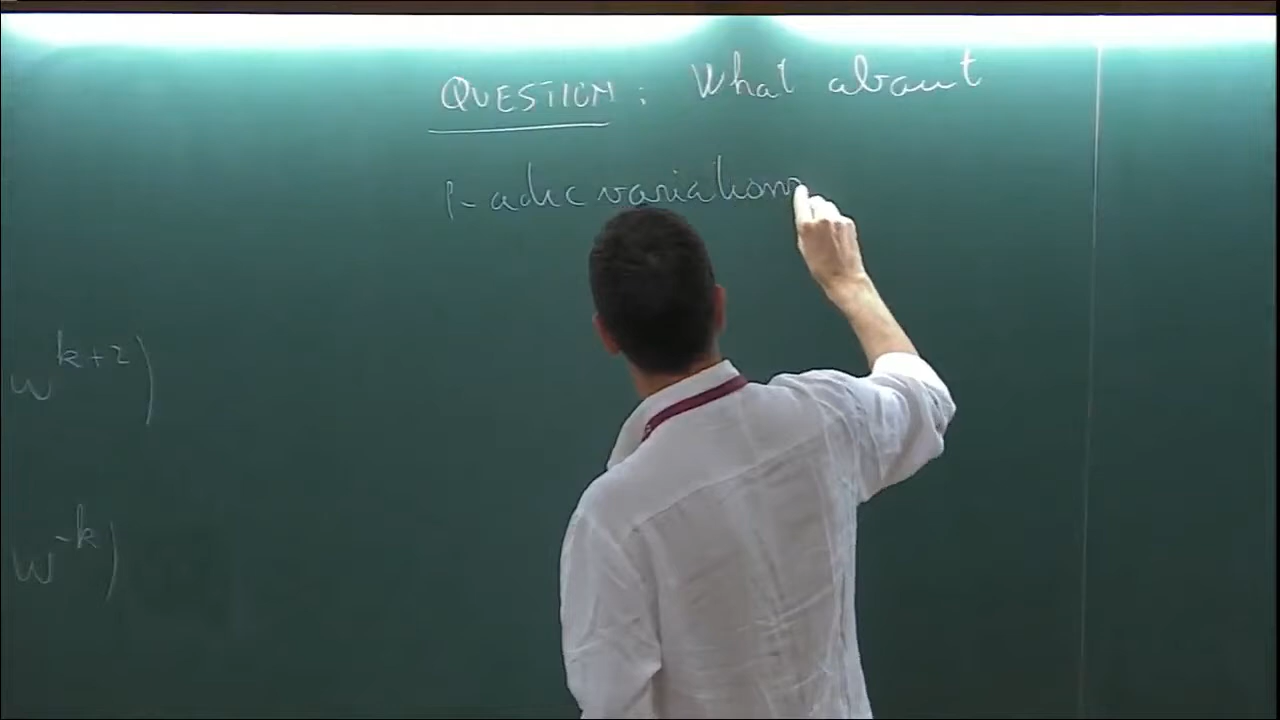 QUESTION: What about
p-adic variations
ω^{k+2})
ω^{-k})